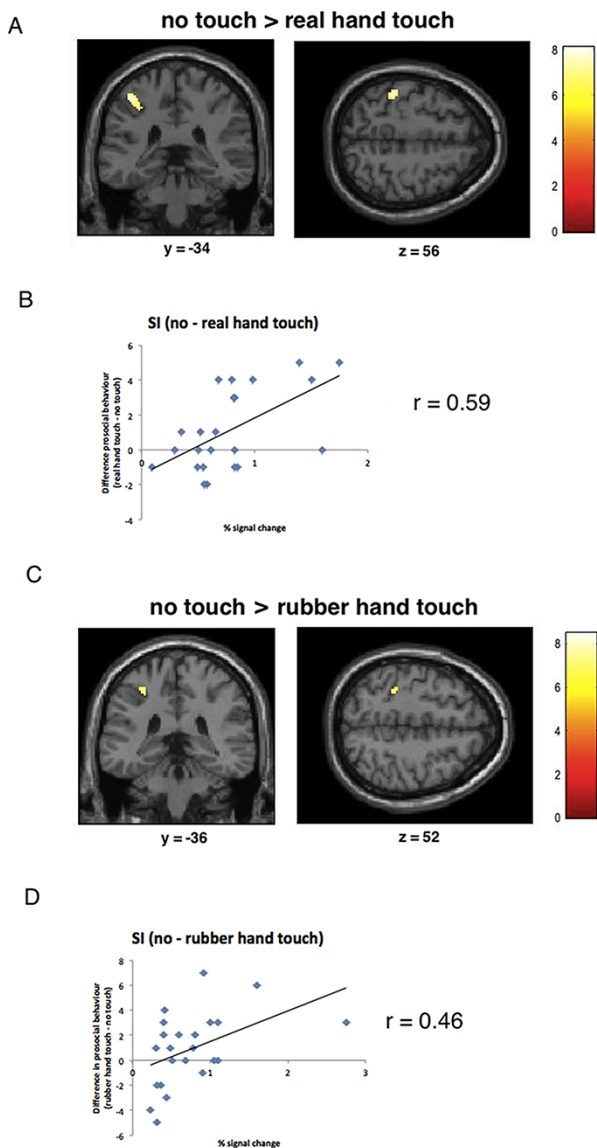 A
no touch > real hand touch
8
6
4
2
0
y = -34
z = 56
B
SI (no - real hand touch)
Difference prosocial behaviour
(real hand touch - no touch)
6
4
2
0
-2
-4
0
1
2
% signal change
r = 0.59
C
no touch > rubber hand touch
8
6
4
2
0
y = -36
z = 52
D
SI (no - rubber hand touch)
Difference in prosocial behaviour
(rubber hand touch - no touch)
8
6
4
2
0
-2
-4
-6
0
1
2
3
% signal change
r = 0.46